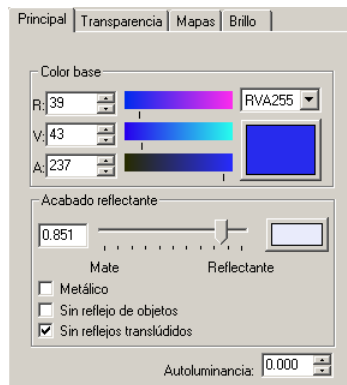 Principal Transparencia Mapas Brillo
Color base
R: 39 RVA255
V: 43
A: 237
Acabado reflectante
0.851
Mate Reflectante
Metálico
Sin reflejo de objetos
Sin reflejos translúdidos
Autoluminancia: 0.000